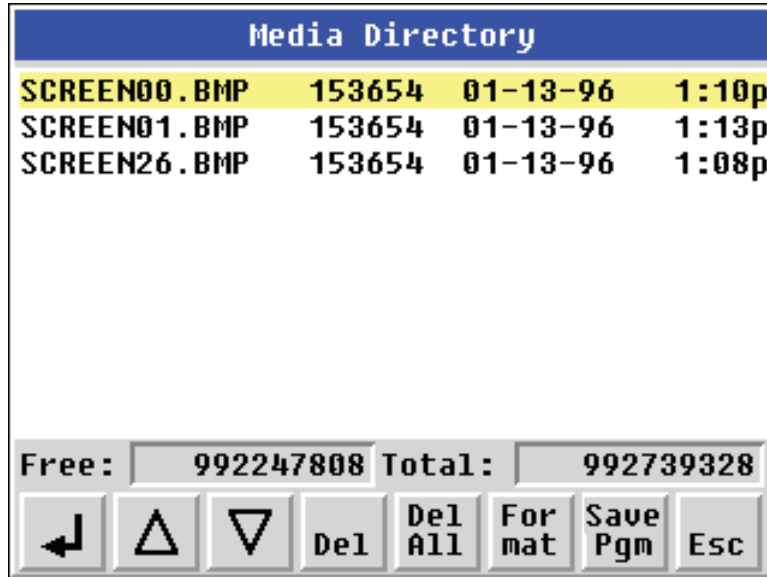 Media Directory
SCREEN00.BMP 153654 01-13-96 1:10p
SCREEN01.BMP 153654 01-13-96 1:13p
SCREEN26.BMP 153654 01-13-96 1:08p
Free: 992247808 Total: 992739328
Del Del All For mat Save Pgm Esc